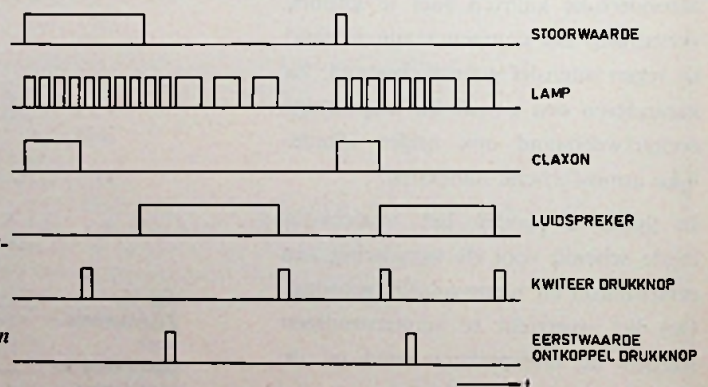 STOORWAARDE
LAMP
CLAXON
LUIDSPREKER
KWITEER DRUKKNOP
n
EERSTWAARDE
ONTKOPPEL DRUKKNOP
t